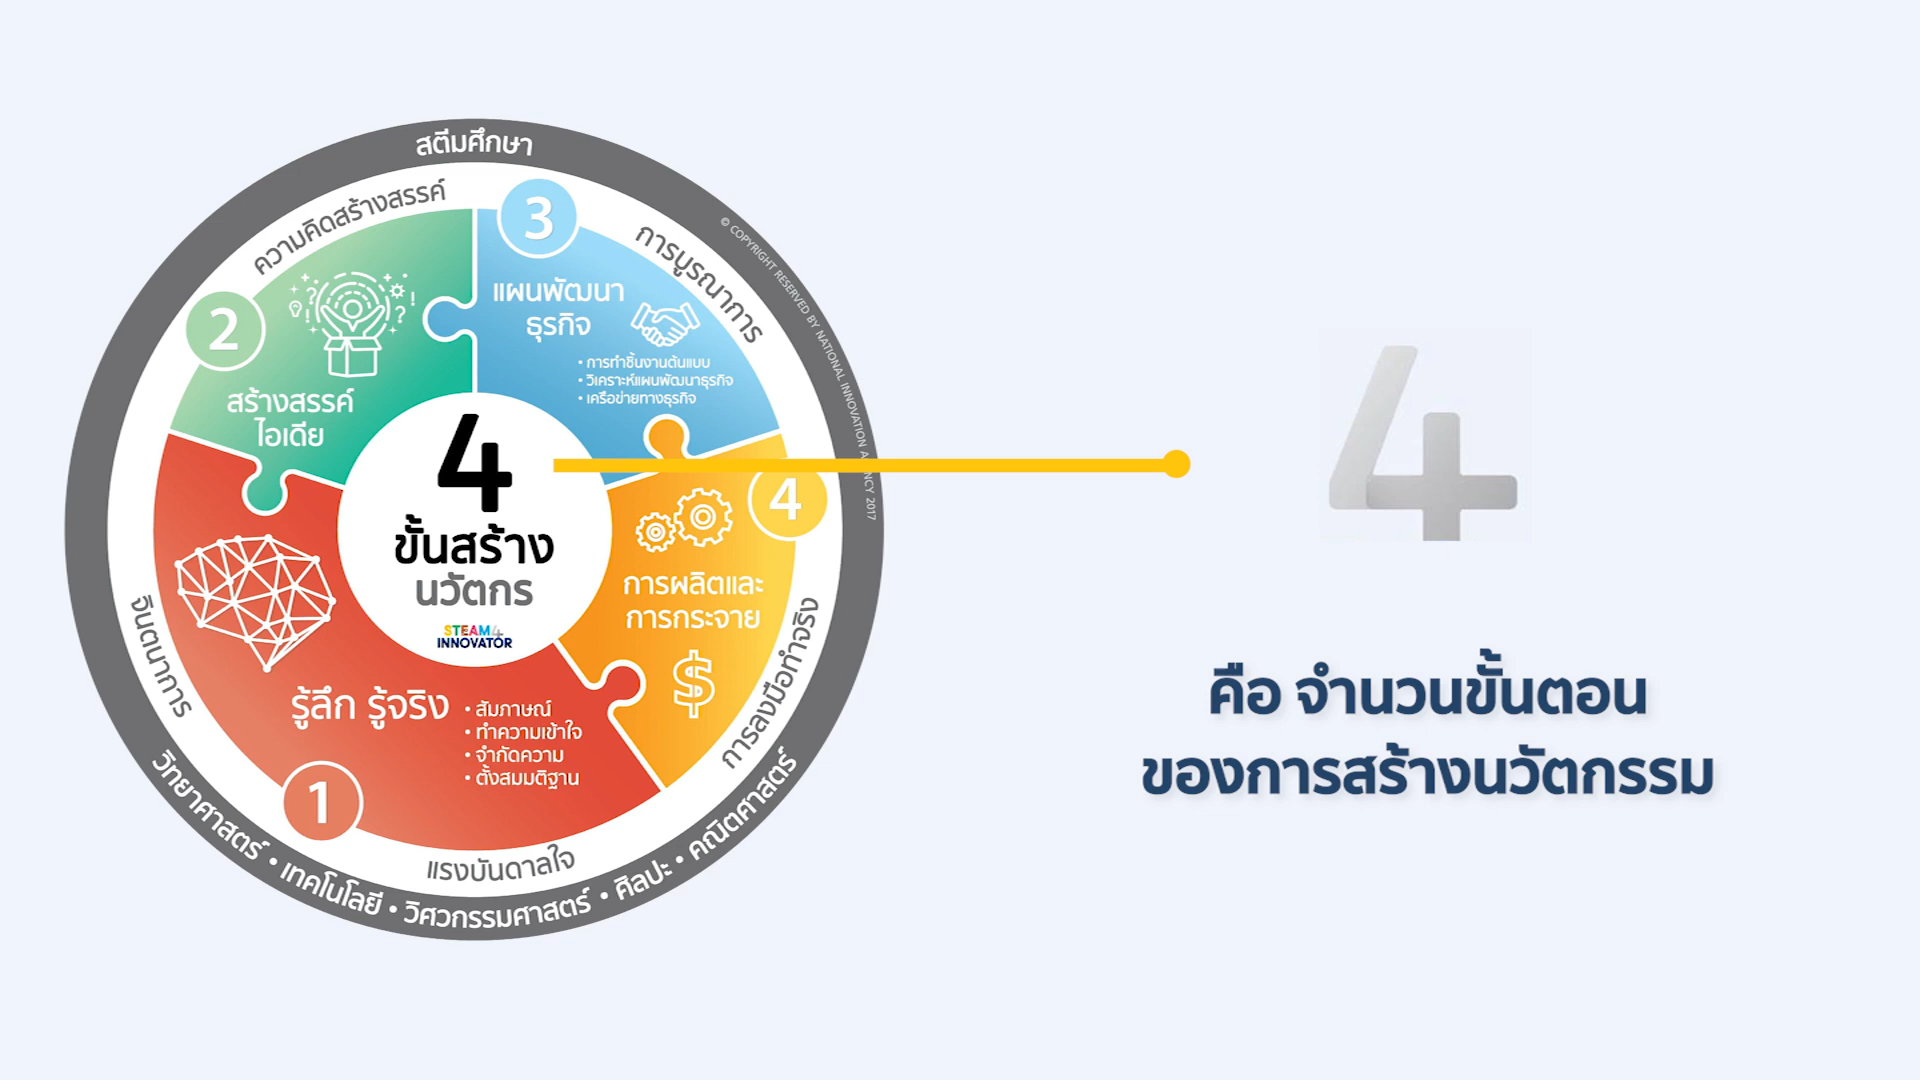 สตีมศึกษา
ความคิดสร้างสรรค์
การบูรณาการ
© COPYRIGHT RESERVED BY NATIONAL INNOVATION AGENCY 2017
2
สร้างสรรค์
ไอเดีย
3
แผนพัฒนา
ธุรกิจ
• การทำชิ้นงานต้นแบบ
• วิเคราะห์แผนพัฒนาธุรกิจ
• เครือข่ายทางธุรกิจ
4
ขั้นสร้าง
นวัตกร
STEAM4
INNOVATOR
4
การผลิตและ
การกระจาย
$
การลงมือทำจริง
จินตนาการ
รู้ลึก รู้จริง
• สัมภาษณ์
• ทำความเข้าใจ
• จำกัดความ
• ตั้งสมมติฐาน
1
แรงบันดาลใจ
วิทยาศาสตร์ • เทคโนโลยี • วิศวกรรมศาสตร์ • ศิลปะ • คณิตศาสตร์
4
คือ จำนวนขั้นตอน
ของการสร้างนวัตกรรม